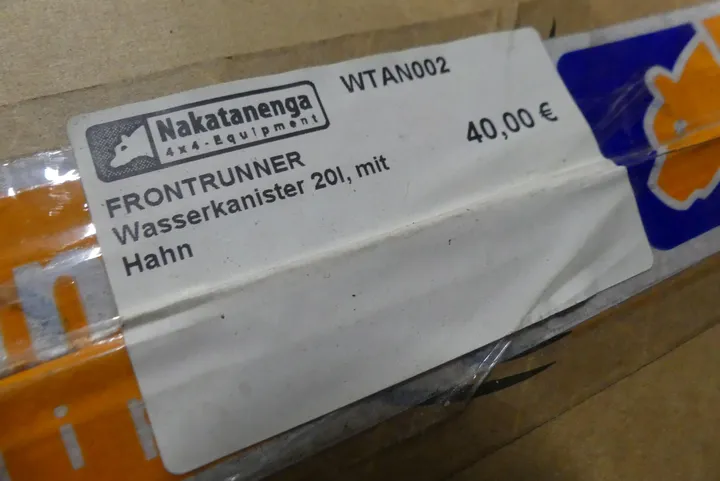 Nakatanenga
4x4-Equipment
WTAN002
FRONTRUNNER
40,00 €
Wasserkanister 20l, mit
Hahn